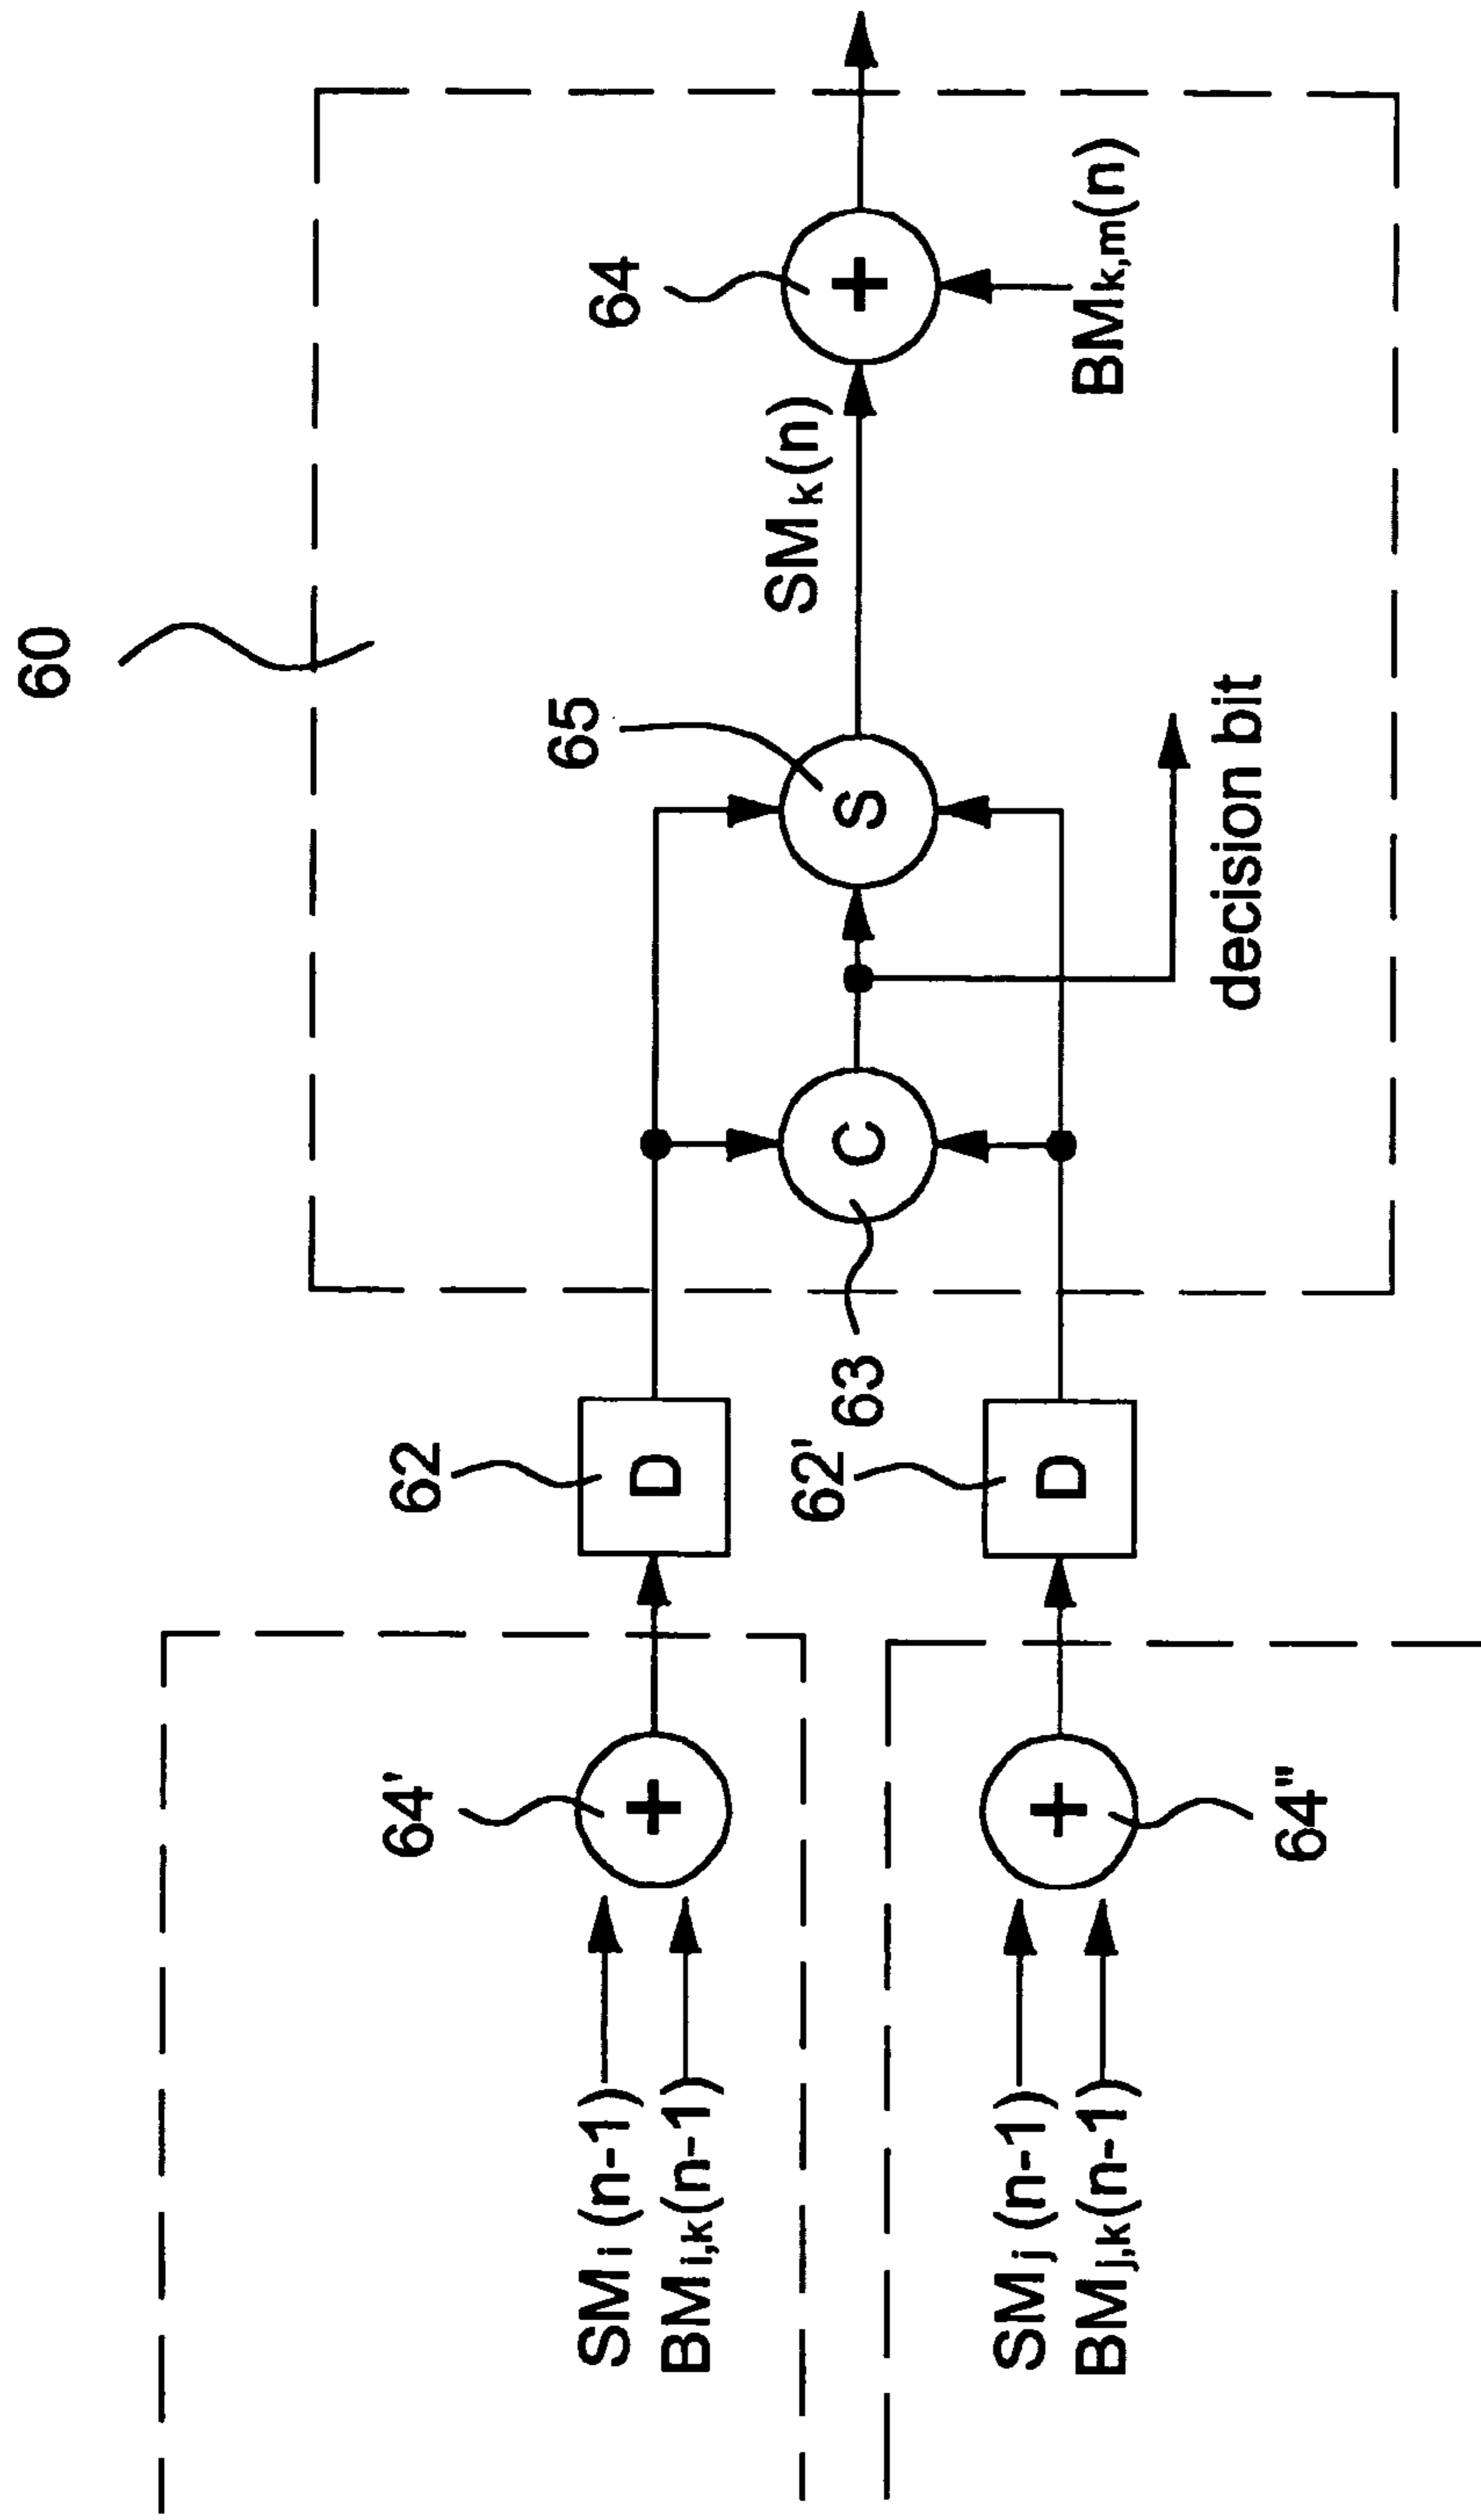 60
65
64
SMk(n)
+
S
C
BMk,m(n)
decision bit
62
D
63
62'
D
64'
+
SMi(n-1)
BMi,k(n-1)
+
64"
SMj(n-1)
BMj,k(n-1)